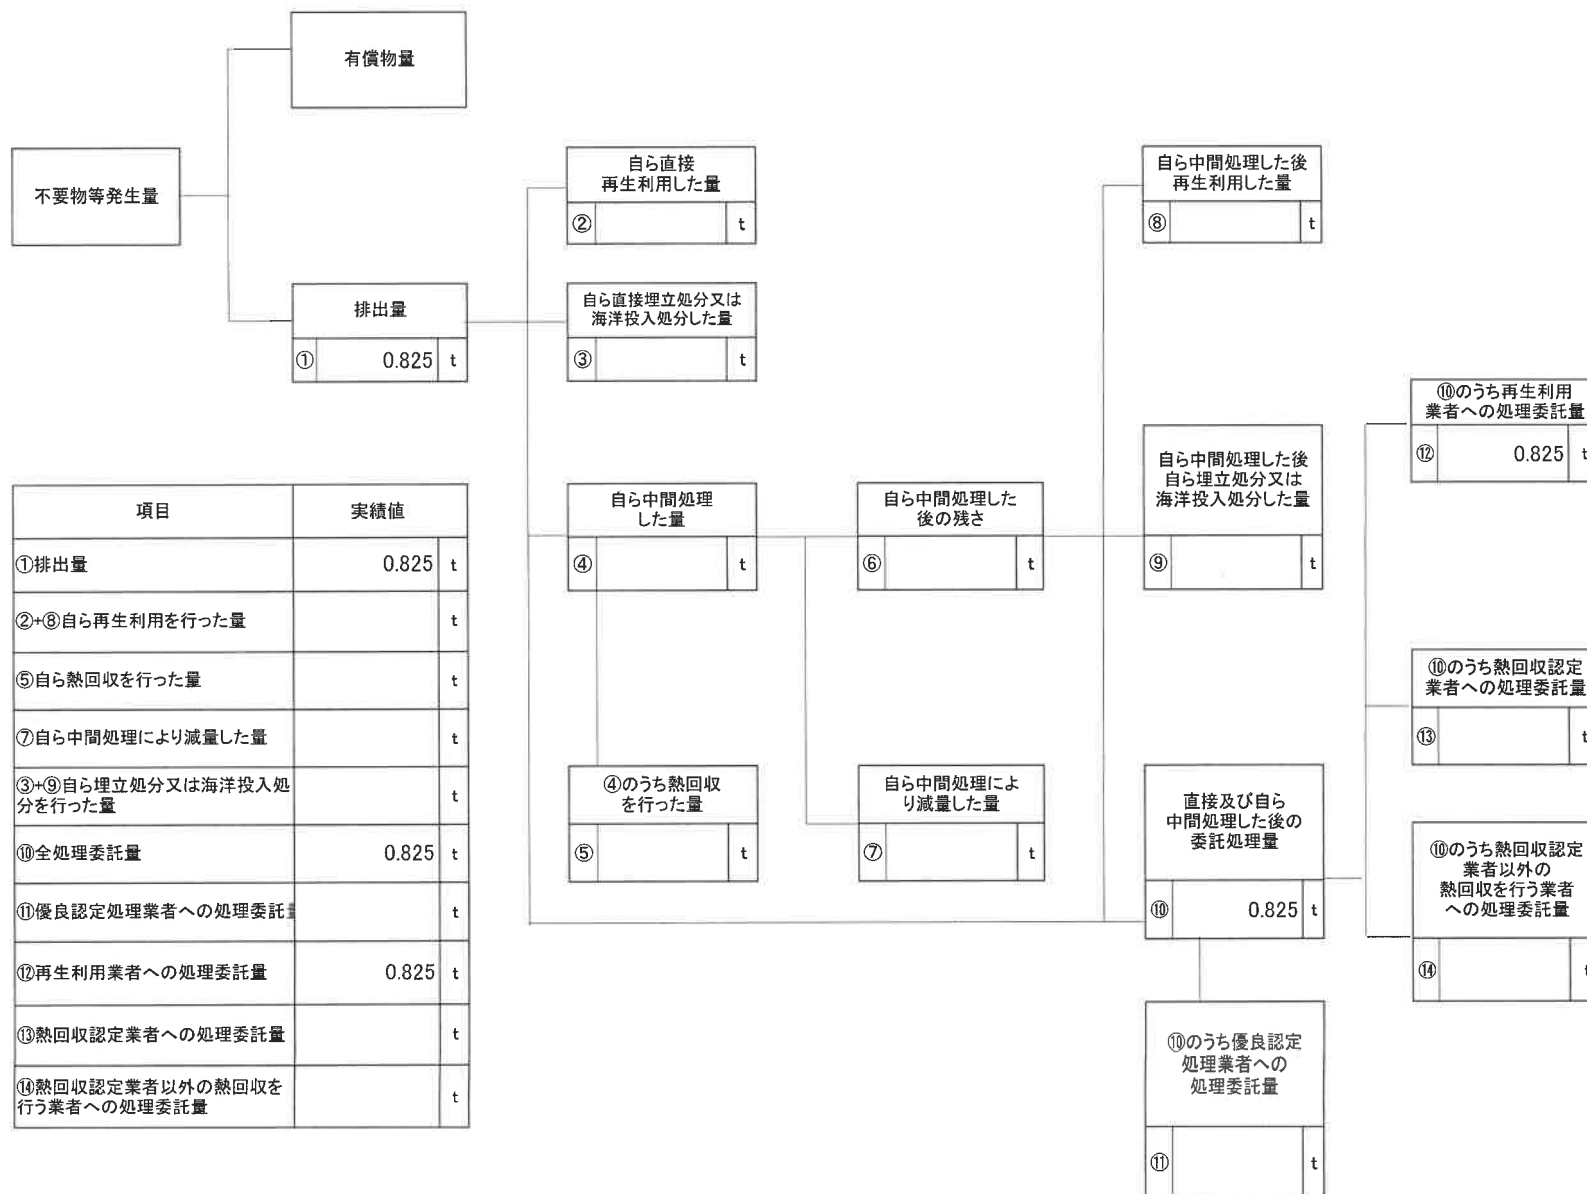 有償物量
不要物等発生量
排出量
① 0.825 t
自ら直接
再生利用した量
② t
自ら直接埋立処分又は
海洋投入処分した量
③ t
自ら中間処理
した量
④ t
④のうち熱回収
を行った量
⑤ t
自ら中間処理した
後の残さ
⑥ t
自ら中間処理によ
り減量した量
⑦ t
自ら中間処理した後
再生利用した量
⑧ t
自ら中間処理した後
自ら埋立処分又は
海洋投入処分した量
⑨ t
直接及び自ら
中間処理した後の
委託処理量
⑩ 0.825 t
⑩のうち優良認定
処理業者への
処理委託量
⑪ t
⑩のうち再生利用
業者への処理委託量
⑫ 0.825 t
⑩のうち熱回収認定
業者への処理委託量
⑬ t
⑩のうち熱回収認定
業者以外の
熱回収を行う業者
への処理委託量
⑭ t
項目 実績値
①排出量 0.825 t
②+⑧自ら再生利用を行った量 t
⑤自ら熱回収を行った量 t
⑦自ら中間処理により減量した量 t
③+⑨自ら埋立処分又は海洋投入処
分を行った量 t
⑩全処理委託量 0.825 t
⑪優良認定処理業者への処理委託量 t
⑫再生利用業者への処理委託量 0.825 t
⑬熱回収認定業者への処理委託量 t
⑭熱回収認定業者以外の熱回収を
行う業者への処理委託量 t